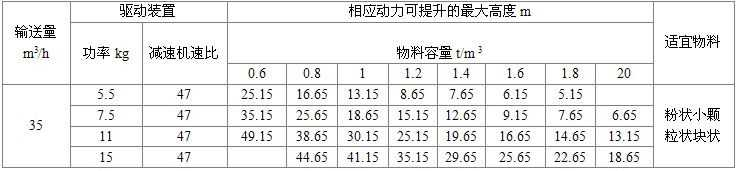 输送量 m³/h 驱动装置 相应动力可提升的最大高度 m 适宜物料
功率 kg 减速机速比 物料容量 t/m³
0.6 0.8 1 1.2 1.4 1.6 1.8 20
35 5.5 47 25.15 16.65 13.15 8.65 7.65 6.15 5.15 粉状小颗
7.5 47 35.15 25.65 18.65 15.15 12.65 9.15 7.65 6.65 粒状块状
11 47 49.15 38.65 30.15 25.15 19.65 16.65 14.65 13.15
15 47 44.65 41.15 35.15 29.65 25.65 22.65 18.65